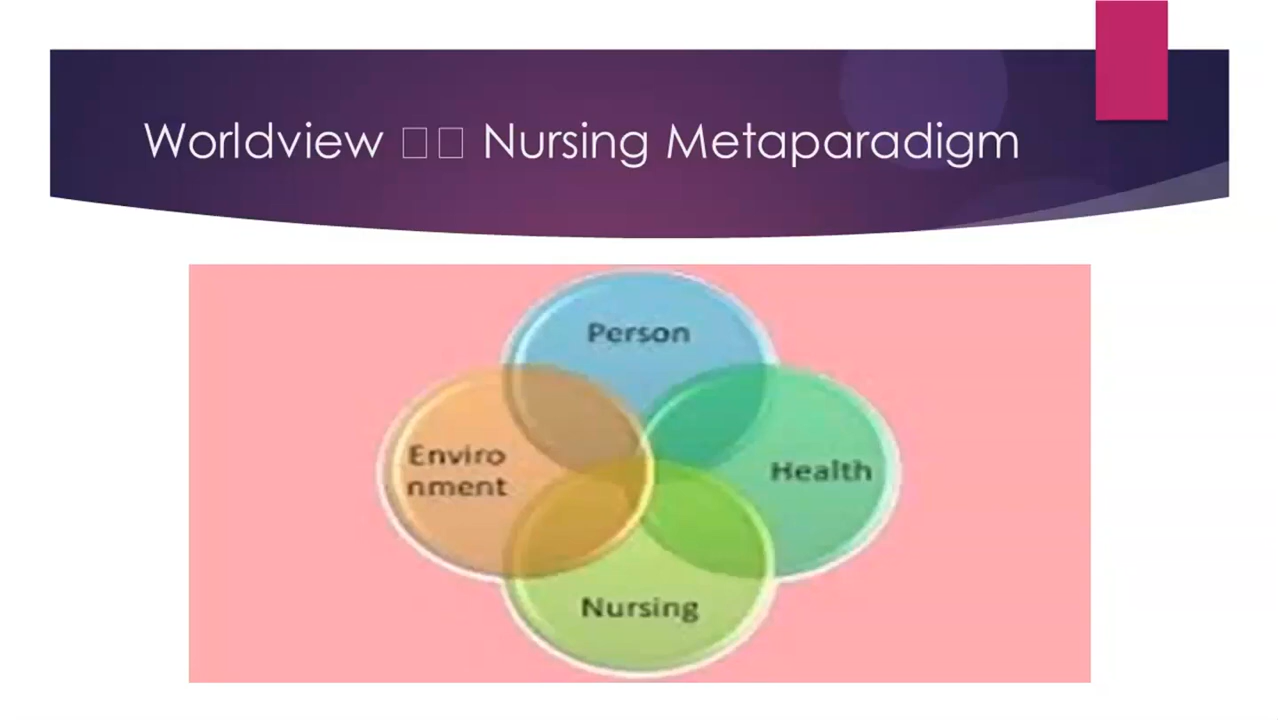 Worldview □□ Nursing Metaparadigm
Person
Enviro
nment
Health
Nursing